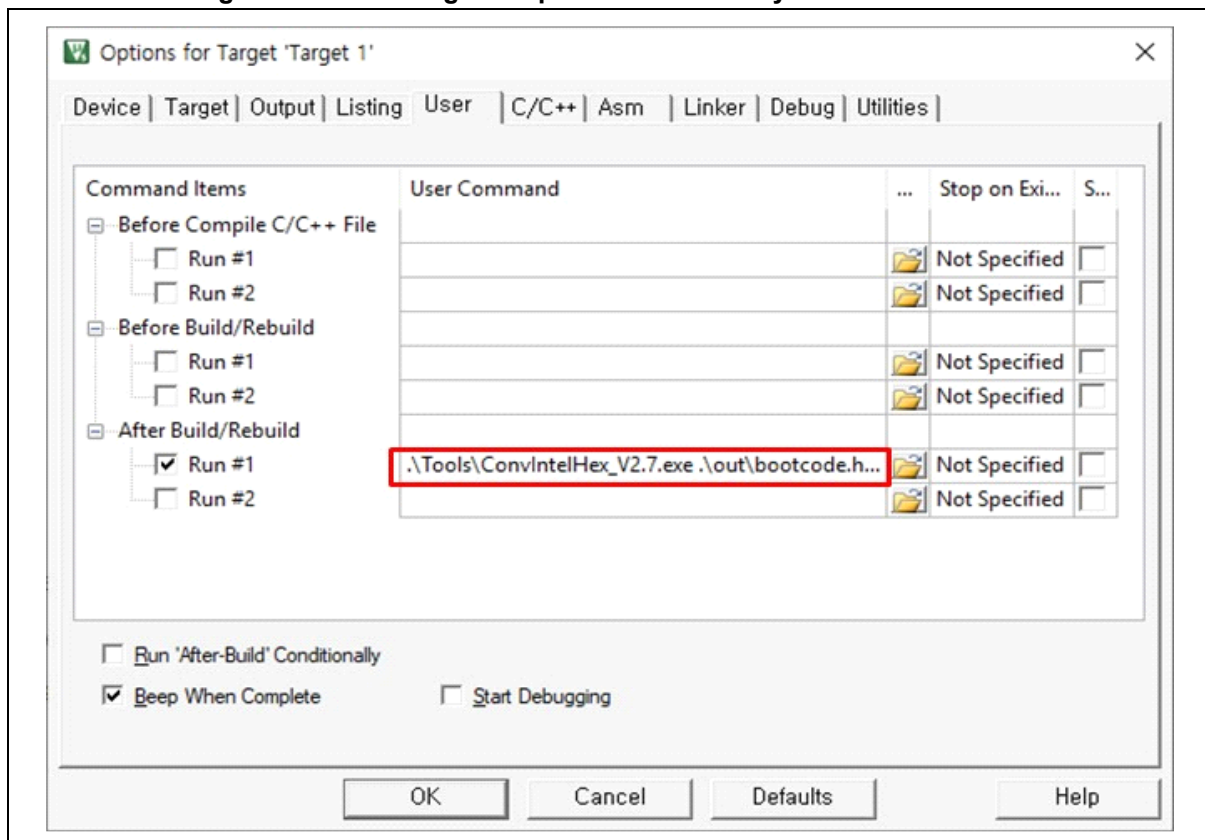 Options for Target 'Target 1'
Device Target Output Listing User C/C++ Asm Linker Debug Utilities
Command Items User Command ... Stop on Exi... S...
Before Compile C/C++ File
Run #1 Not Specified
Run #2 Not Specified
Before Build/Rebuild
Run #1 Not Specified
Run #2 Not Specified
After Build/Rebuild
Run #1 .\Tools\ConvIntelHex_V2.7.exe .\out\bootcode.h... Not Specified
Run #2 Not Specified
Run 'After-Build' Conditionally
Beep When Complete Start Debugging
OK Cancel Defaults Help